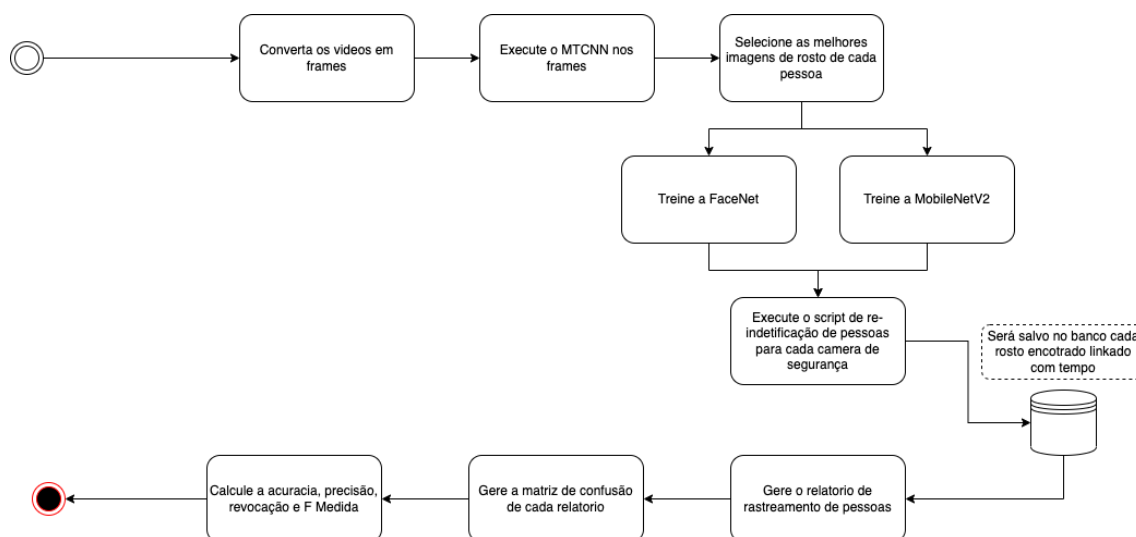 Converta os videos em
frames
Execute o MTCNN nos
frames
Selecione as melhores
imagens de rosto de cada
pessoa
Treine a FaceNet
Treine a MobileNetV2
Execute o script de re-
indetificação de pessoas
para cada camera de
segurança
Será salvo no banco cada
rosto encotrado linkado
com tempo
Calcule a acuracia, precisão,
revocação e F Medida
Gere a matriz de confusão
de cada relatorio
Gere o relatorio de
rastreamento de pessoas